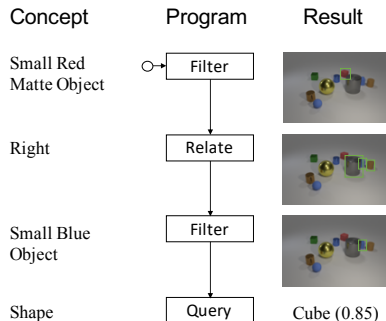 Concept Program Result
Small Red
Matte Object
Filter
Right
Relate
Small Blue
Object
Filter
Shape
Query
Cube (0.85)